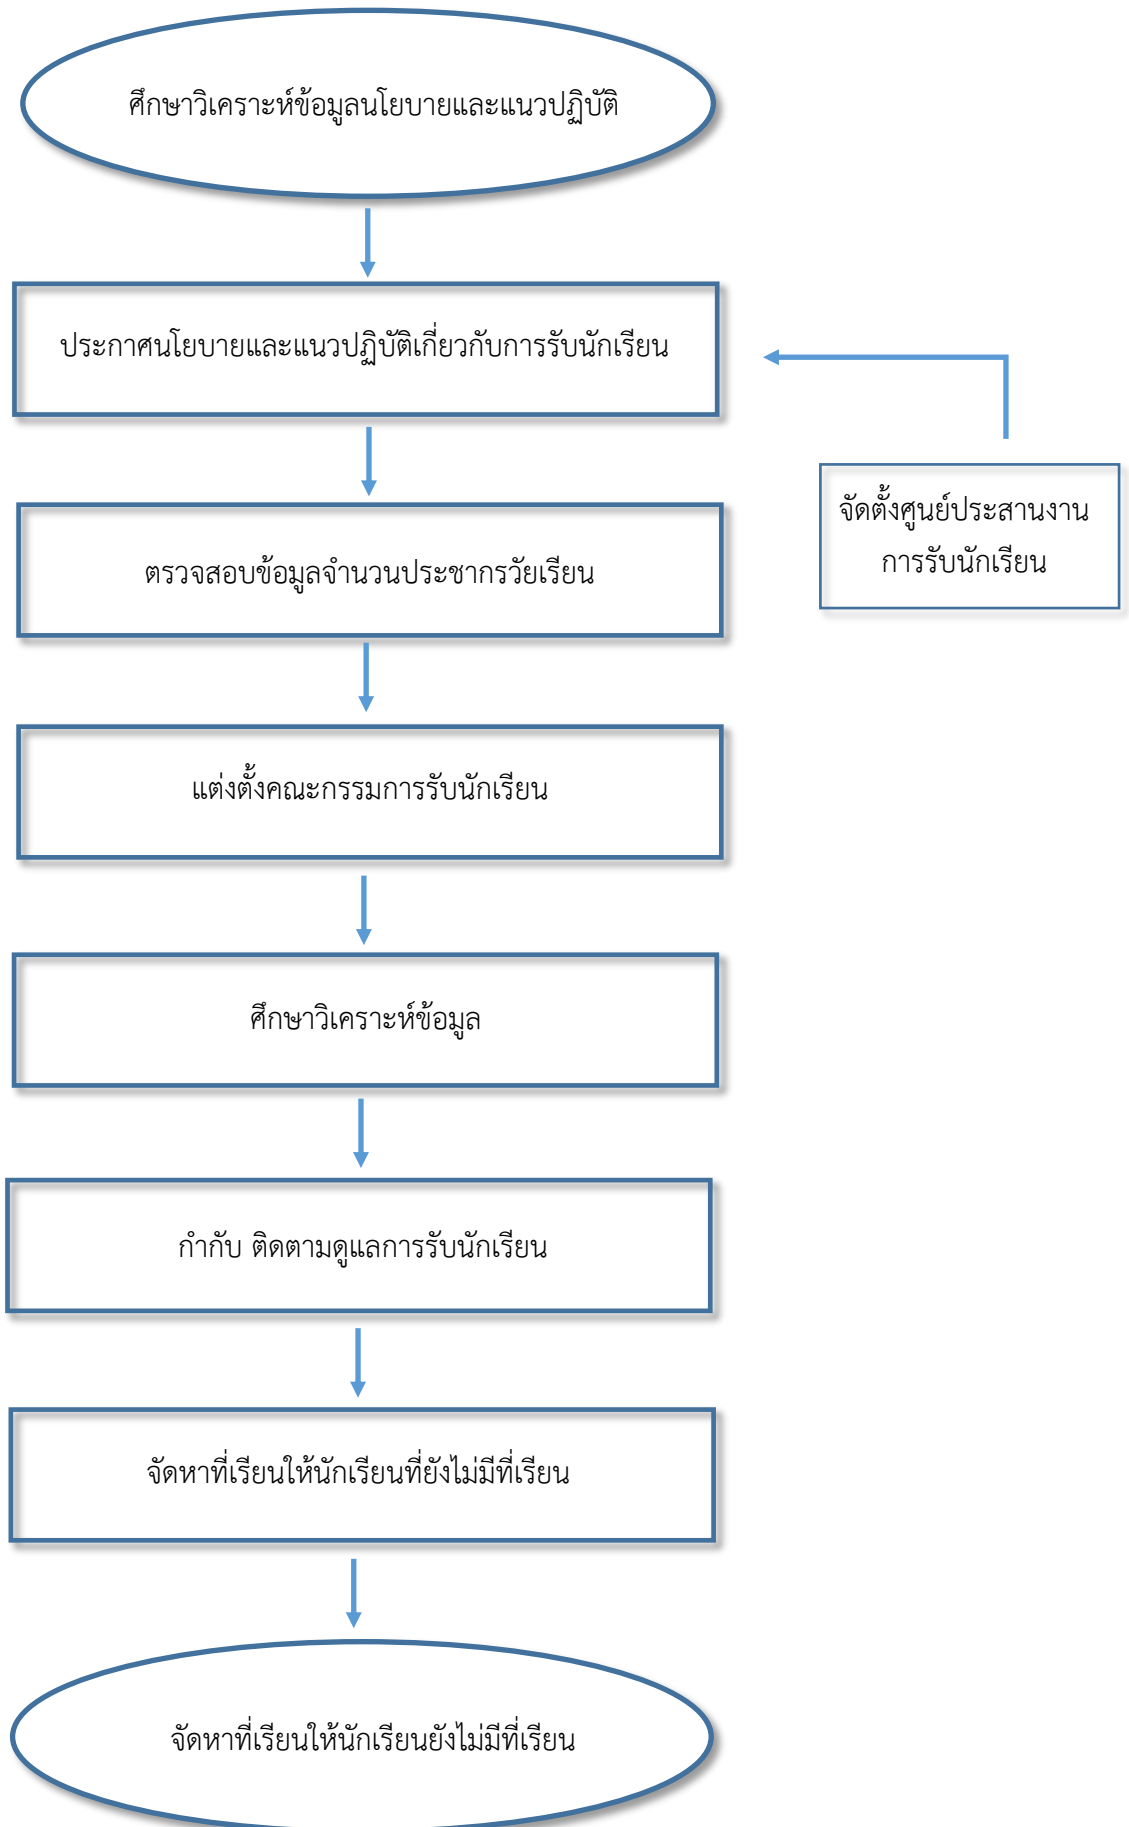 ศึกษาวิเคราะห์ข้อมูลนโยบายและแนวปฏิบัติ
ประกาศนโยบายและแนวปฏิบัติเกี่ยวกับการรับนักเรียน
จัดตั้งศูนย์ประสานงาน
การรับนักเรียน
ตรวจสอบข้อมูลจำนวนประชากรวัยเรียน
แต่งตั้งคณะกรรมการรับนักเรียน
ศึกษาวิเคราะห์ข้อมูล
กำกับ ติดตามดูแลการรับนักเรียน
จัดหาที่เรียนให้นักเรียนที่ยังไม่มีที่เรียน
จัดหาที่เรียนให้นักเรียนยังไม่มีที่เรียน